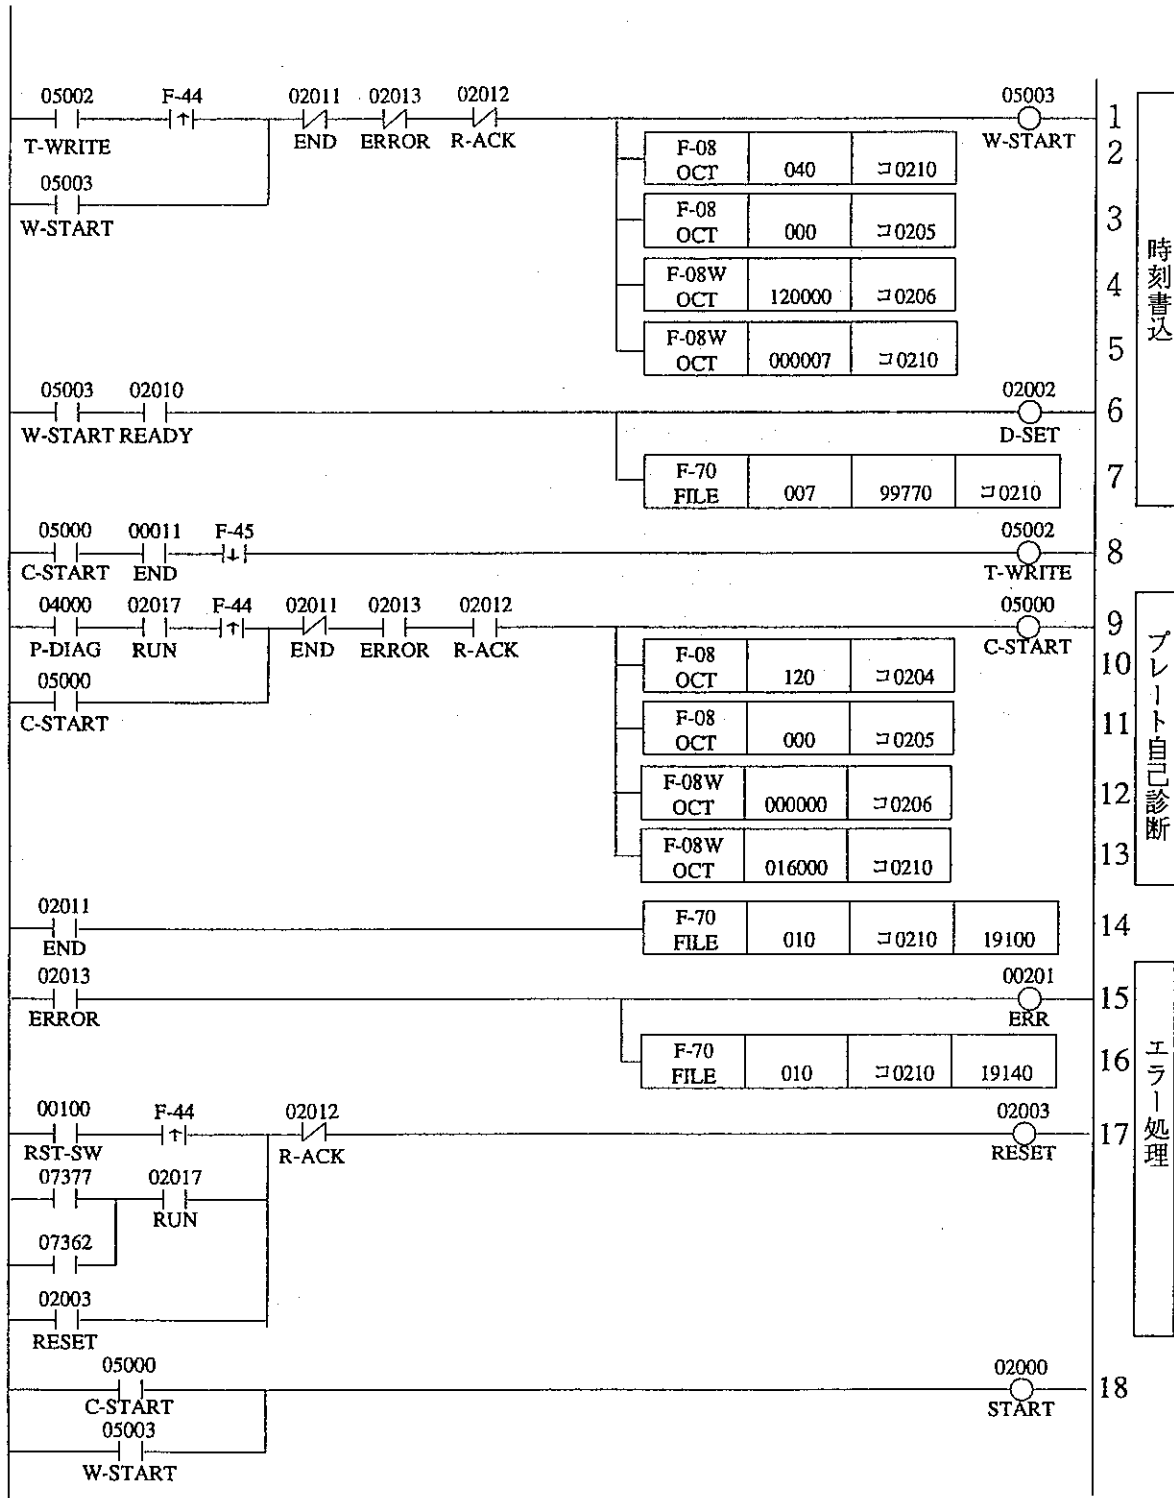 05002 F-44 02011 02013 02012 05003 1
T-WRITE END ERROR R-ACK W-START
F-08 OCT 040 コ0210 2
05003
W-START
F-08 OCT 000 コ0205 3
F-08W OCT 120000 コ0206 4
F-08W OCT 000007 コ0210 5
時刻書込
05003 02010 02002 6
W-START READY D-SET
F-70 FILE 007 99770 コ0210 7
05000 00011 F-45 05002 8
C-START END T-WRITE
04000 02017 F-44 02011 02013 02012 05000 9
P-DIAG RUN END ERROR R-ACK C-START
F-08 OCT 120 コ0204 10
05000
C-START
F-08 OCT 000 コ0205 11
F-08W OCT 000000 コ0206 12
F-08W OCT 016000 コ0210 13
プレート自己診断
02011
END
F-70 FILE 010 コ0210 19100 14
02013 00201 15
ERROR ERR
F-70 FILE 010 コ0210 19140 16
エラー処理
00100 F-44 02012 02003 17
RST-SW R-ACK RESET
07377 02017
RUN
07362
02003
RESET
05000 02000 18
C-START START
05003
W-START